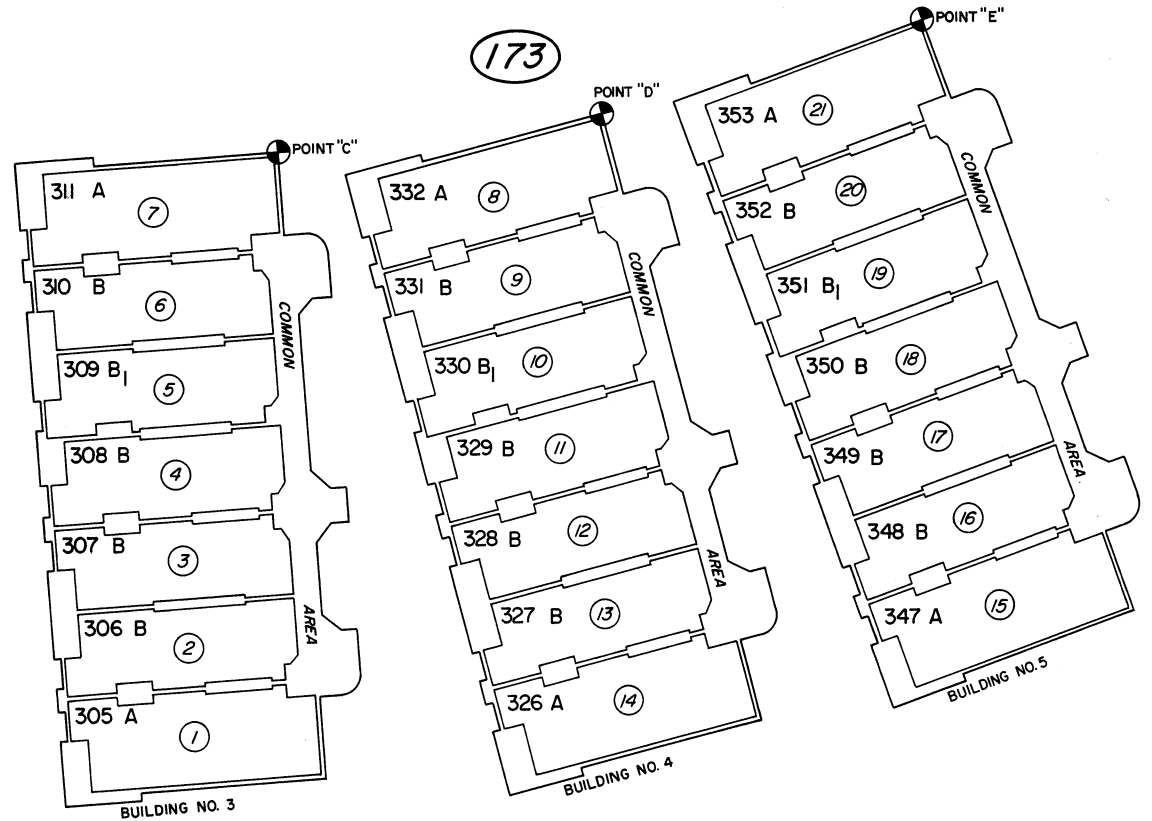 173
POINT "C"
311 A
7
310 B
6
309 B1
5
308 B
4
307 B
3
306 B
2
305 A
1
COMMON
AREA
BUILDING NO. 3
POINT "D"
332 A
8
331 B
9
330 B1
10
329 B
11
328 B
12
327 B
13
326 A
14
COMMON
AREA
BUILDING NO. 4
POINT "E"
353 A
21
352 B
20
351 B1
19
350 B
18
349 B
17
348 B
16
347 A
15
COMMON
AREA
BUILDING NO. 5